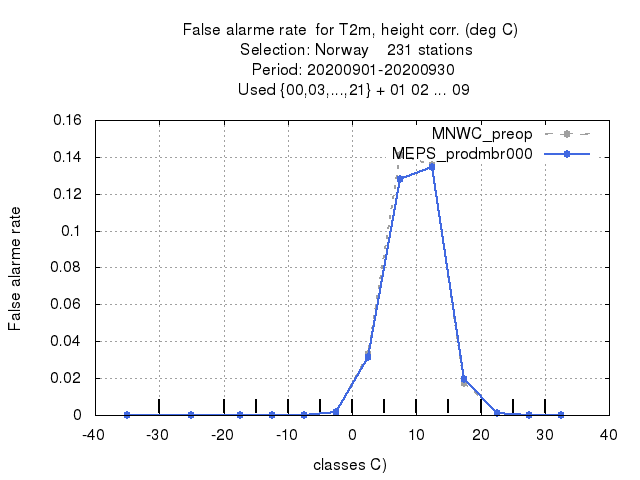 False alarme rate  for T2m, height corr. (deg C)
Selection: Norway    231 stations
Period: 20200901-20200930
Used {00,03,...,21} + 01 02 ... 09
MNWC_preop
MEPS_prodmbr000
False alarme rate
0.16
0.14
0.12
0.1
0.08
0.06
0.04
0.02
0
-40 -30 -20 -10 0 10 20 30 40
classes C)